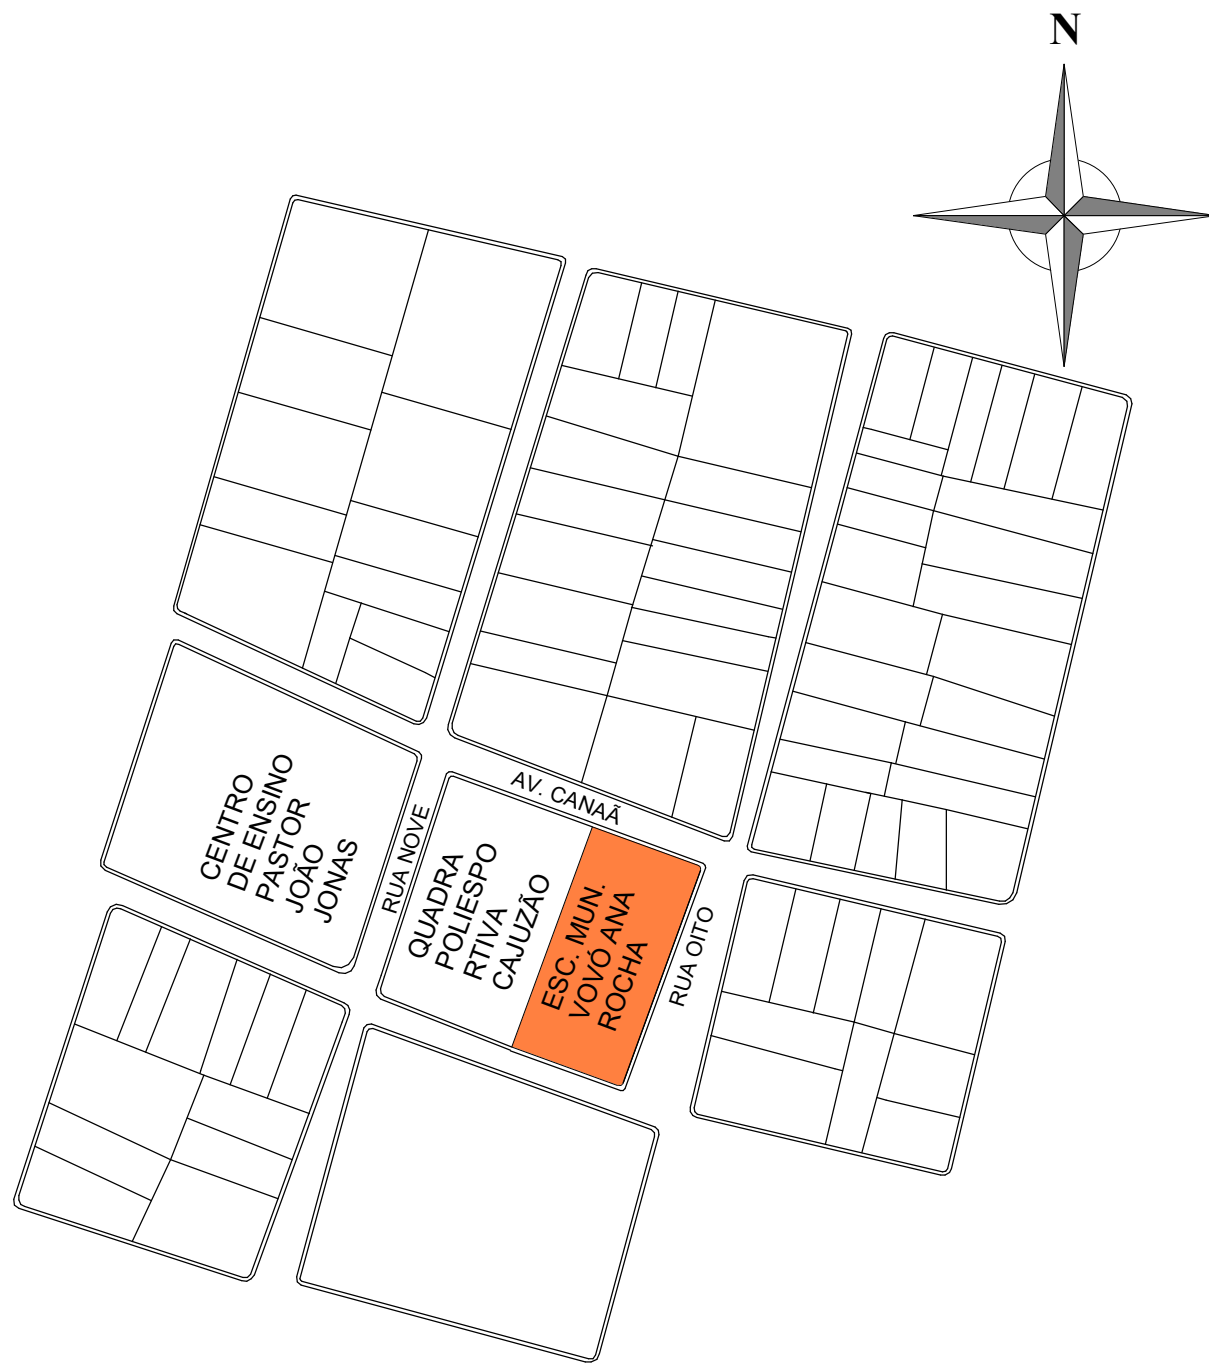 N
AV. CANAÃ
CENTRO
DE ENSINO
PASTOR
JOÃO
JONAS
RUA NOVE
QUADRA
POLIESPO
RTIVA
CAJUZÃO
ESC. MUN.
VOVÓ ANA
ROCHA
RUA OITO